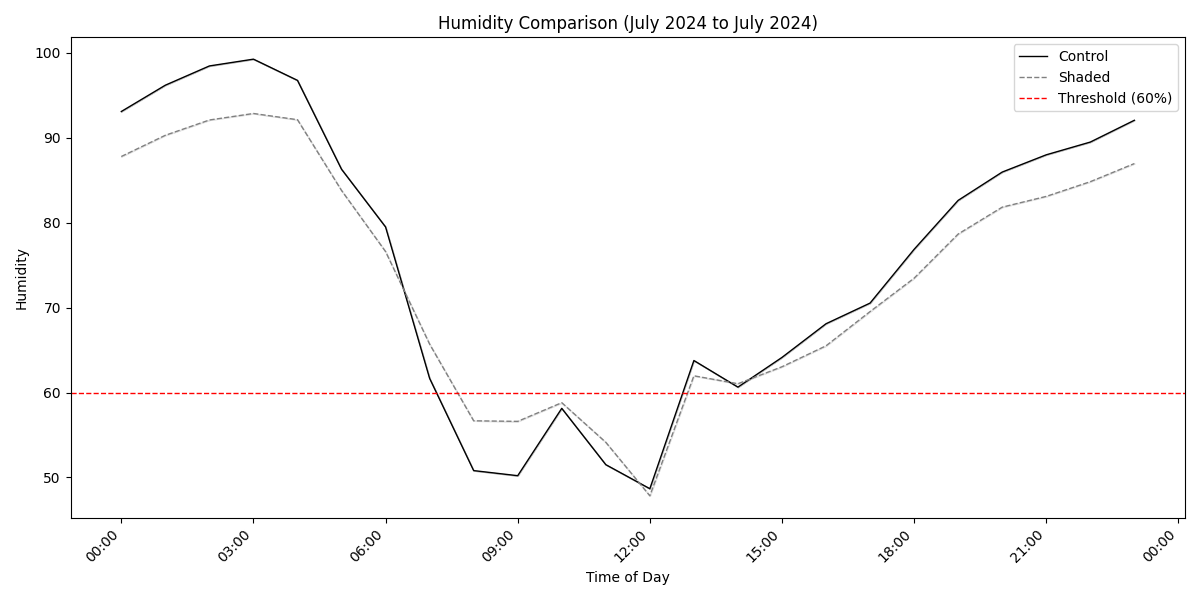 Humidity Comparison (July 2024 to July 2024)
Control
Shaded
Threshold (60%)
100
90
80
70
60
50
Humidity
00:00
03:00
06:00
09:00
12:00
15:00
18:00
21:00
00:00
Time of Day